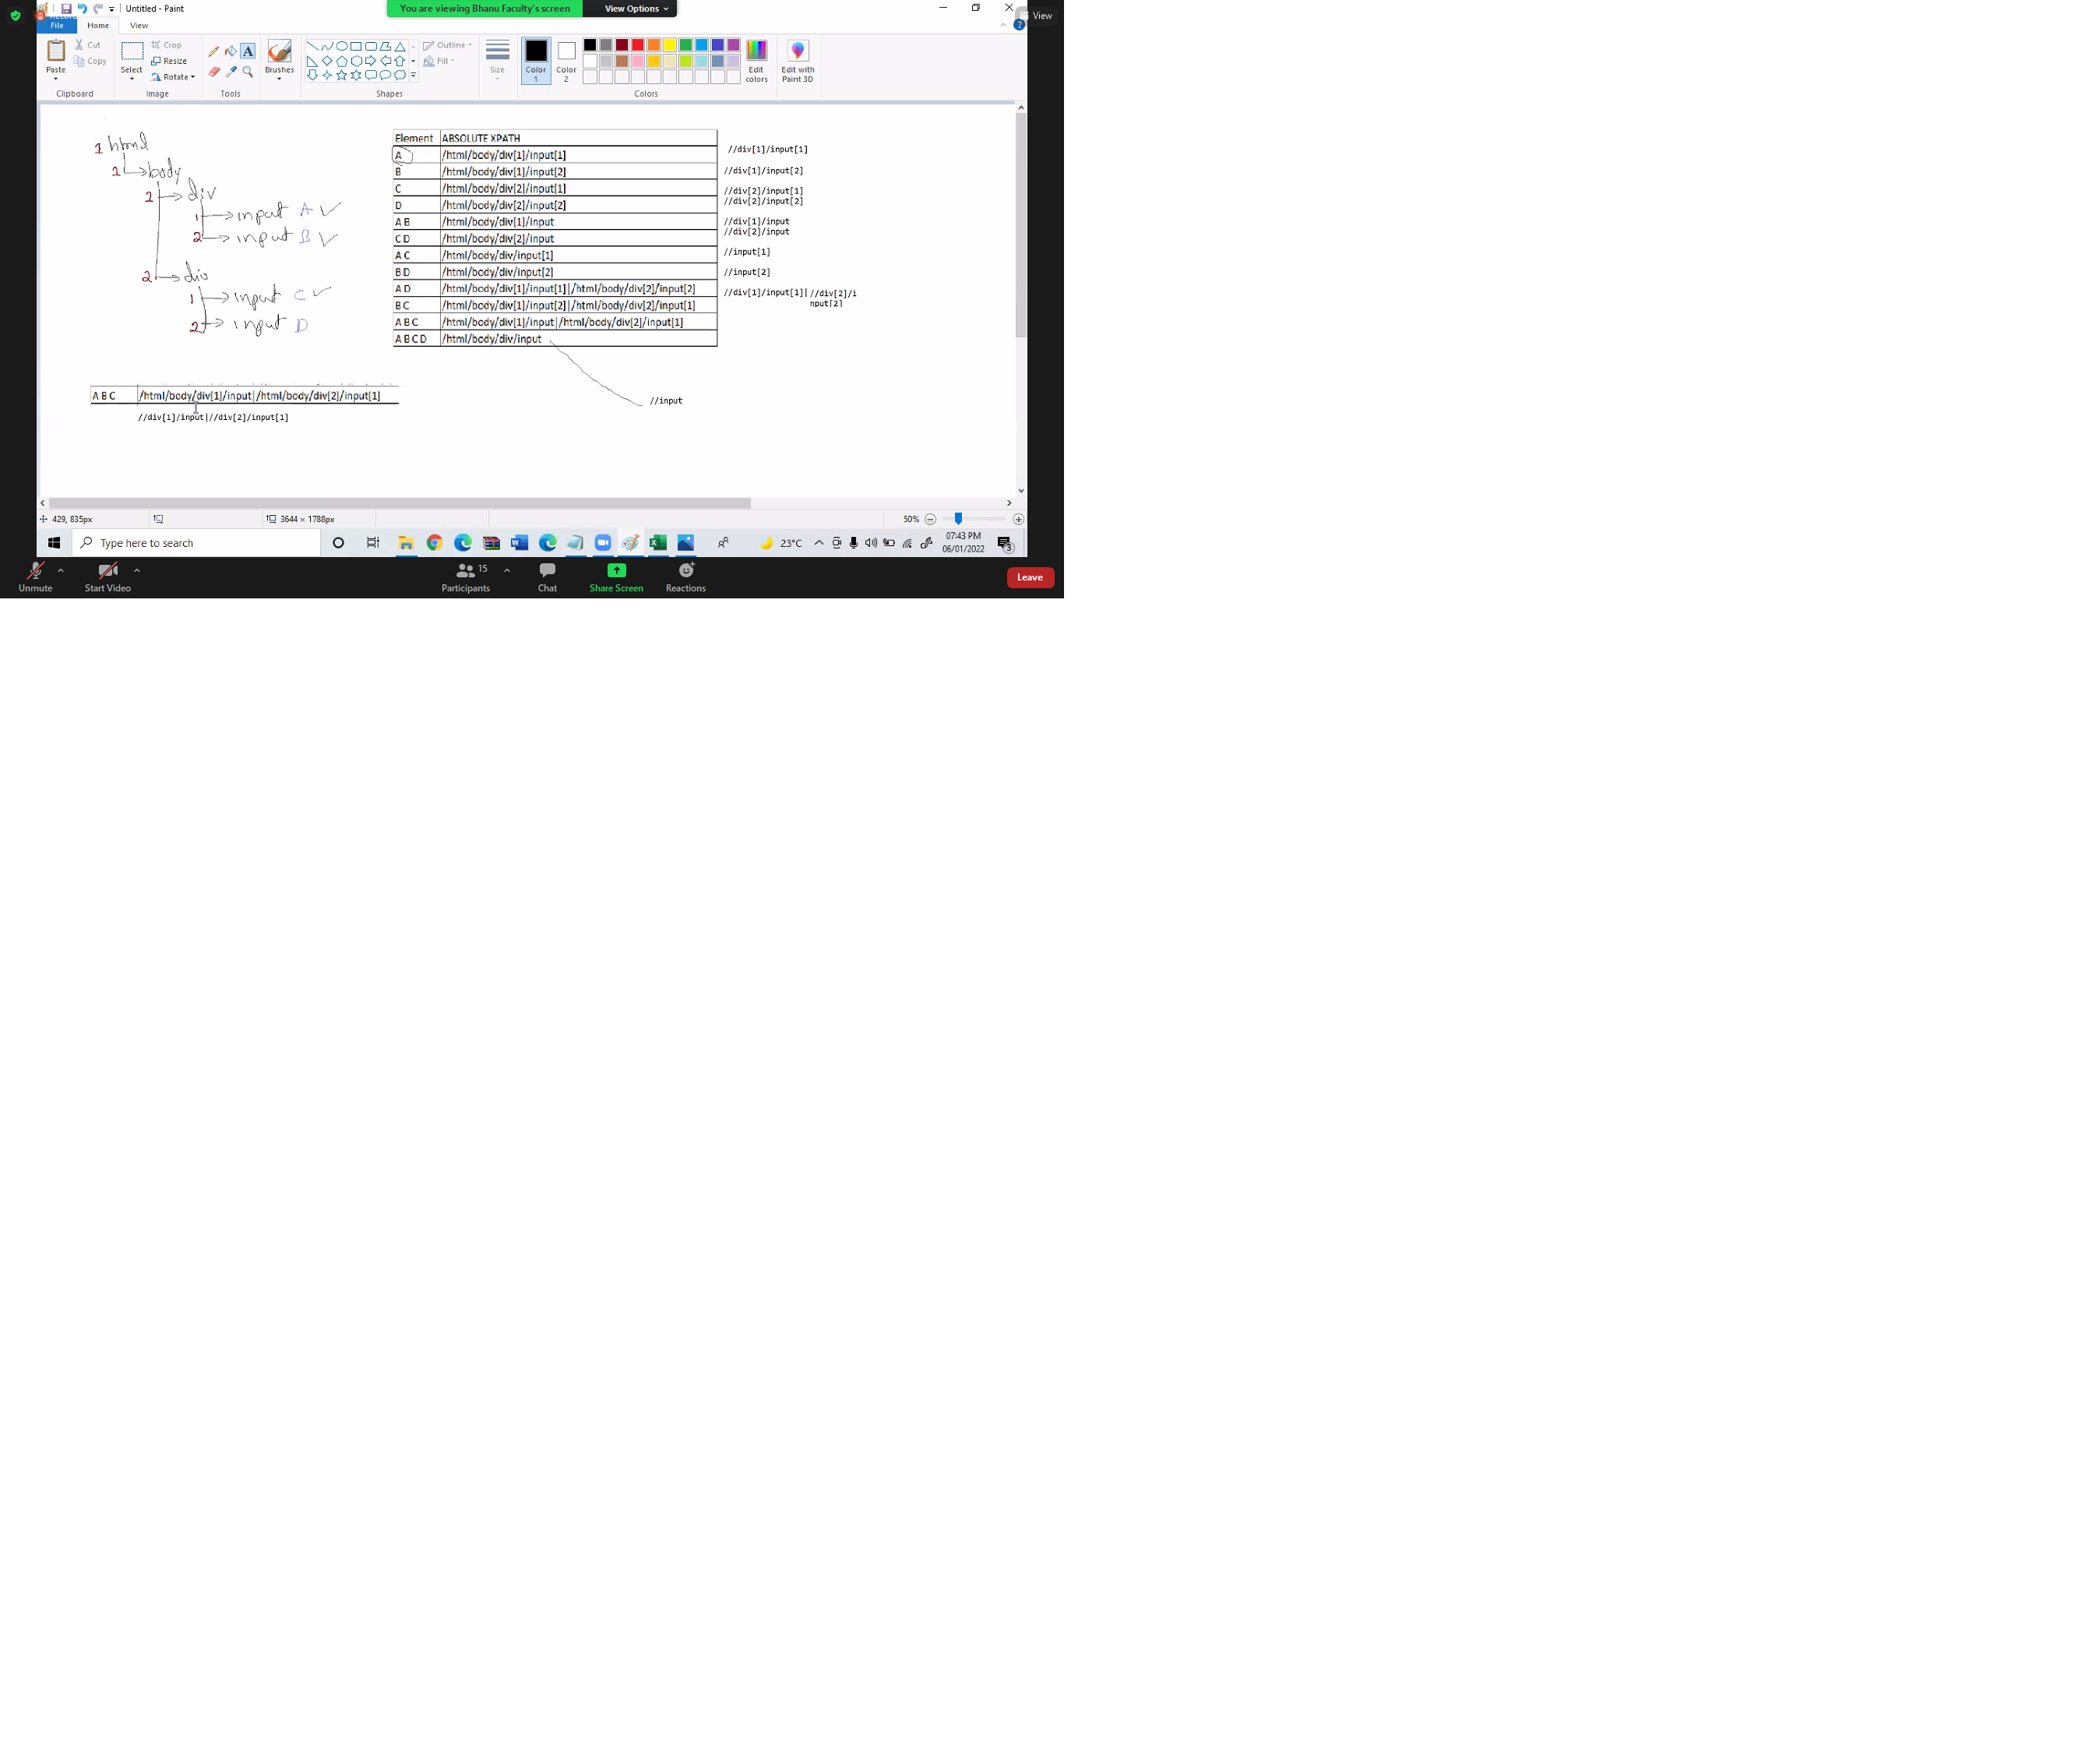 Untitled - Paint
You are viewing Bhanu Faculty's screen
View Options
View
File
Home
View
Paste
Cut
Copy
Clipboard
Select
Crop
Resize
Rotate
Image
Tools
Brushes
Shapes
Outline
Fill
Size
Color
1
Color
2
Edit
colors
Colors
Edit with
Paint 3D
1 html
1 body
1 div
1 input A
2 input B
2 div
1 input C
2 input D
Element ABSOLUTE XPATH
A /html/body/div[1]/input[1]
B /html/body/div[1]/input[2]
C /html/body/div[2]/input[1]
D /html/body/div[2]/input[2]
A B /html/body/div[1]/input
C D /html/body/div[2]/input
A C /html/body/div/input[1]
B D /html/body/div/input[2]
A D /html/body/div[1]/input[1]|/html/body/div[2]/input[2]
B C /html/body/div[1]/input[2]|/html/body/div[2]/input[1]
A B C /html/body/div[1]/input|/html/body/div[2]/input[1]
A B C D /html/body/div/input
//div[1]/input[1]
//div[1]/input[2]
//div[2]/input[1]
//div[2]/input[2]
//div[1]/input
//div[2]/input
//input[1]
//input[2]
//div[1]/input[1]| //div[2]/i
nput[2]
//input
A B C /html/body/div[1]/input|/html/body/div[2]/input[1]
//div[1]/input|//div[2]/input[1]
429, 835px
3644 × 1788px
50%
Type here to search
23°C
07:43 PM
06/01/2022
3
Unmute
Start Video
Participants
15
Chat
Share Screen
Reactions
Leave